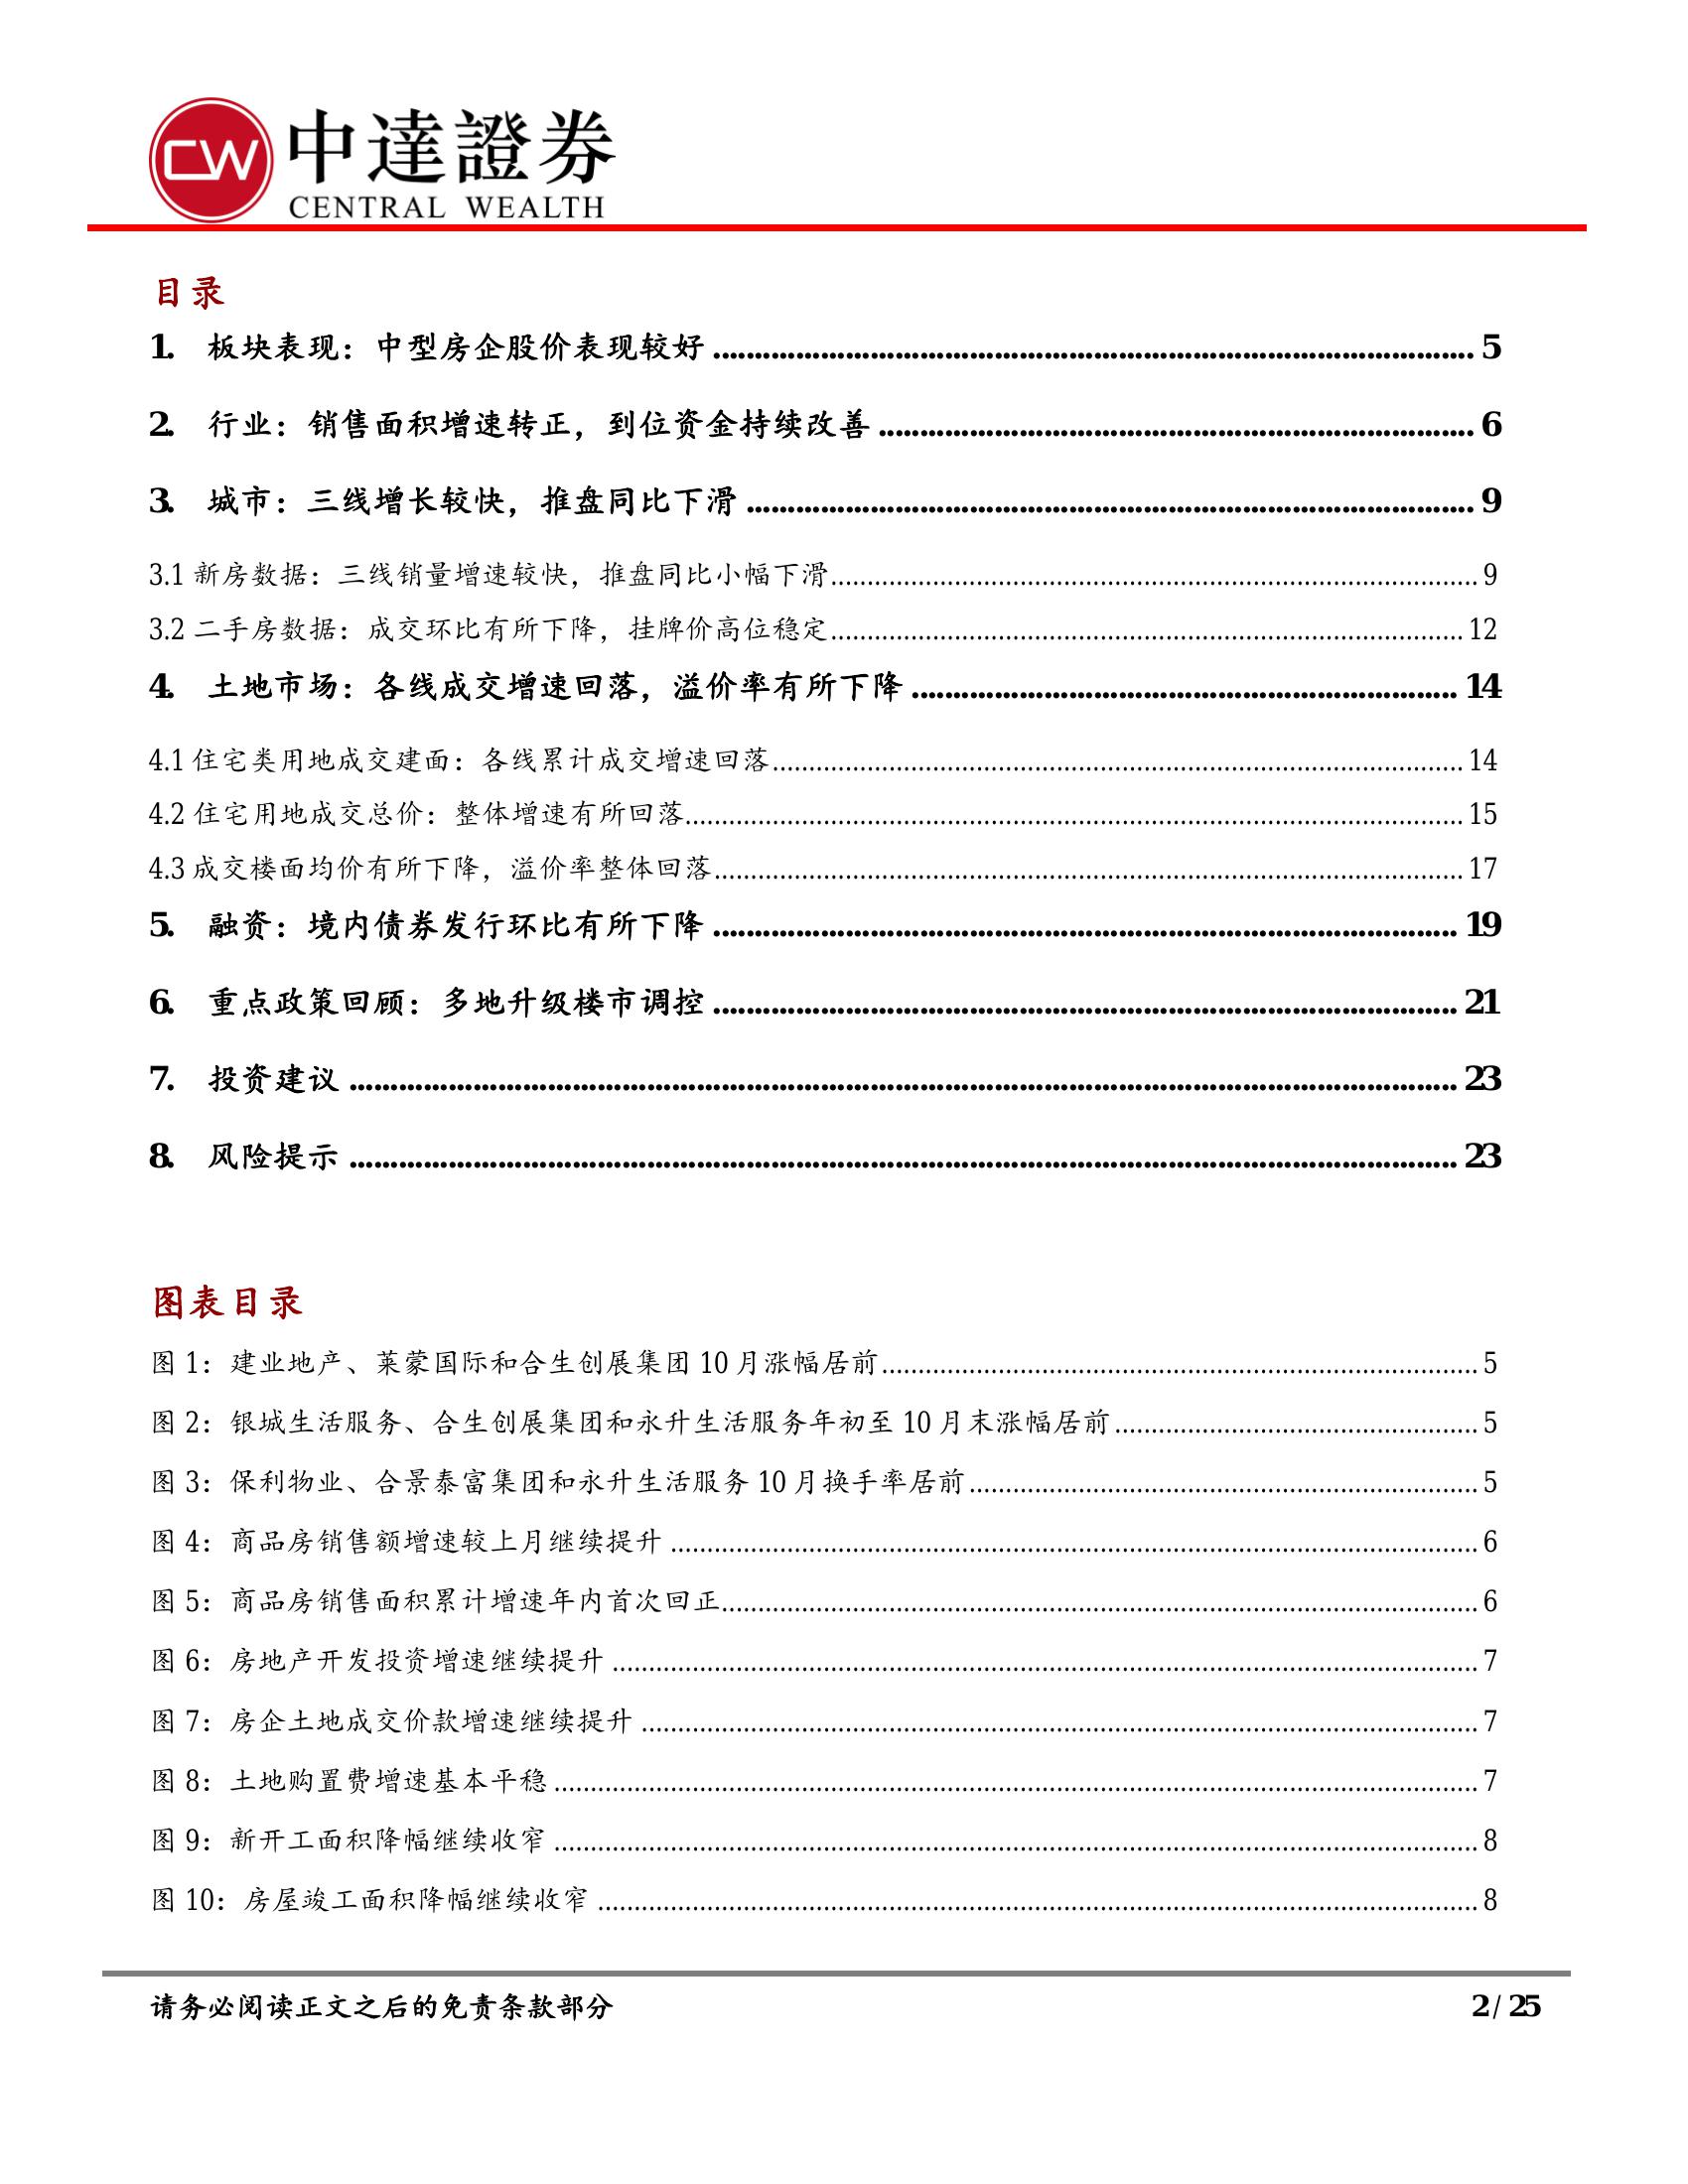 CW 中達證券
CENTRAL WEALTH
目录
1. 板块表现：中型房企股价表现较好 ........ 5
2. 行业：销售面积增速转正，到位资金持续改善 ........ 6
3. 城市：三线增长较快，推盘同比下滑 ........ 9
3.1 新房数据：三线销量增速较快，推盘同比小幅下滑 ........ 9
3.2 二手房数据：成交环比有所下降，挂牌价高位稳定 ........ 12
4. 土地市场：各线成交增速回落，溢价率有所下降 ........ 14
4.1 住宅类用地成交建面：各线累计成交增速回落 ........ 14
4.2 住宅用地成交总价：整体增速有所回落 ........ 15
4.3 成交楼面均价有所下降，溢价率整体回落 ........ 17
5. 融资：境内债券发行环比有所下降 ........ 19
6. 重点政策回顾：多地升级楼市调控 ........ 21
7. 投资建议 ........ 23
8. 风险提示 ........ 23
图表目录
图 1：建业地产、莱蒙国际和合生创展集团 10 月涨幅居前 ........ 5
图 2：银城生活服务、合生创展集团和永升生活服务年初至 10 月末涨幅居前 ........ 5
图 3：保利物业、合景泰富集团和永升生活服务 10 月换手率居前 ........ 5
图 4：商品房销售额增速较上月继续提升 ........ 6
图 5：商品房销售面积累计增速年内首次回正 ........ 6
图 6：房地产开发投资增速继续提升 ........ 7
图 7：房企土地成交价款增速继续提升 ........ 7
图 8：土地购置费增速基本平稳 ........ 7
图 9：新开工面积降幅继续收窄 ........ 8
图 10：房屋竣工面积降幅继续收窄 ........ 8
请务必阅读正文之后的免责条款部分 2 / 25